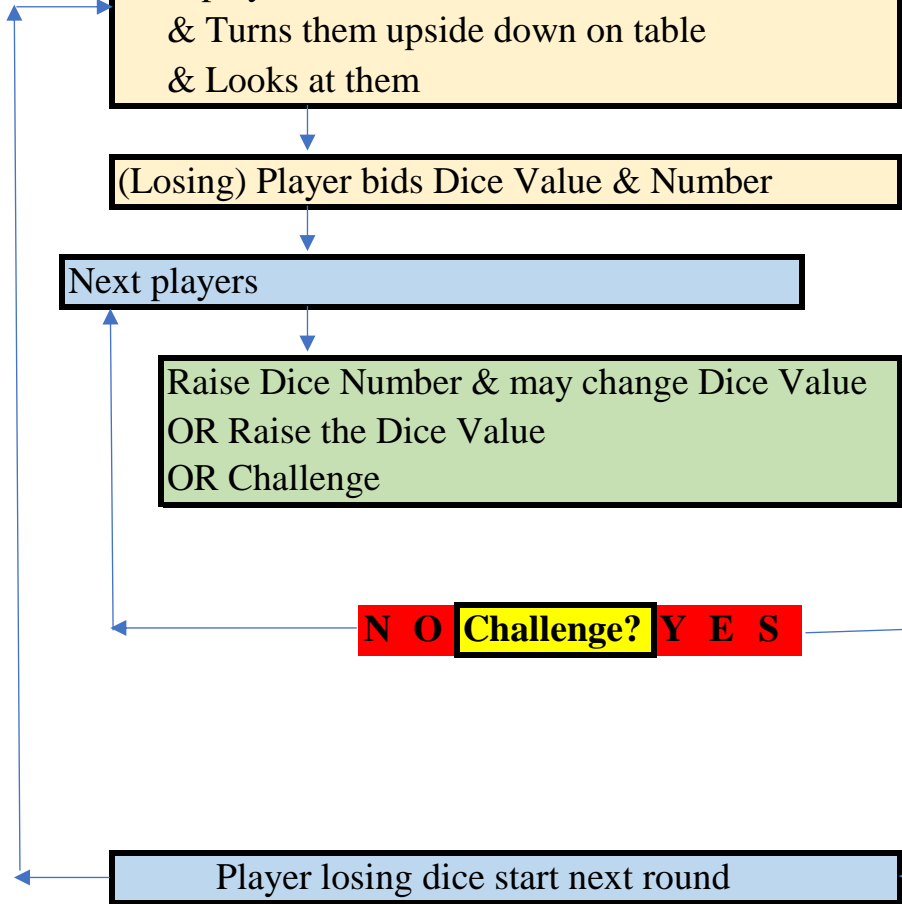 & Turns them upside down on table
& Looks at them
(Losing) Player bids Dice Value & Number
Next players
Raise Dice Number & may change Dice Value
OR Raise the Dice Value
OR Challenge
N O Challenge? Y E S
Player losing dice start next round